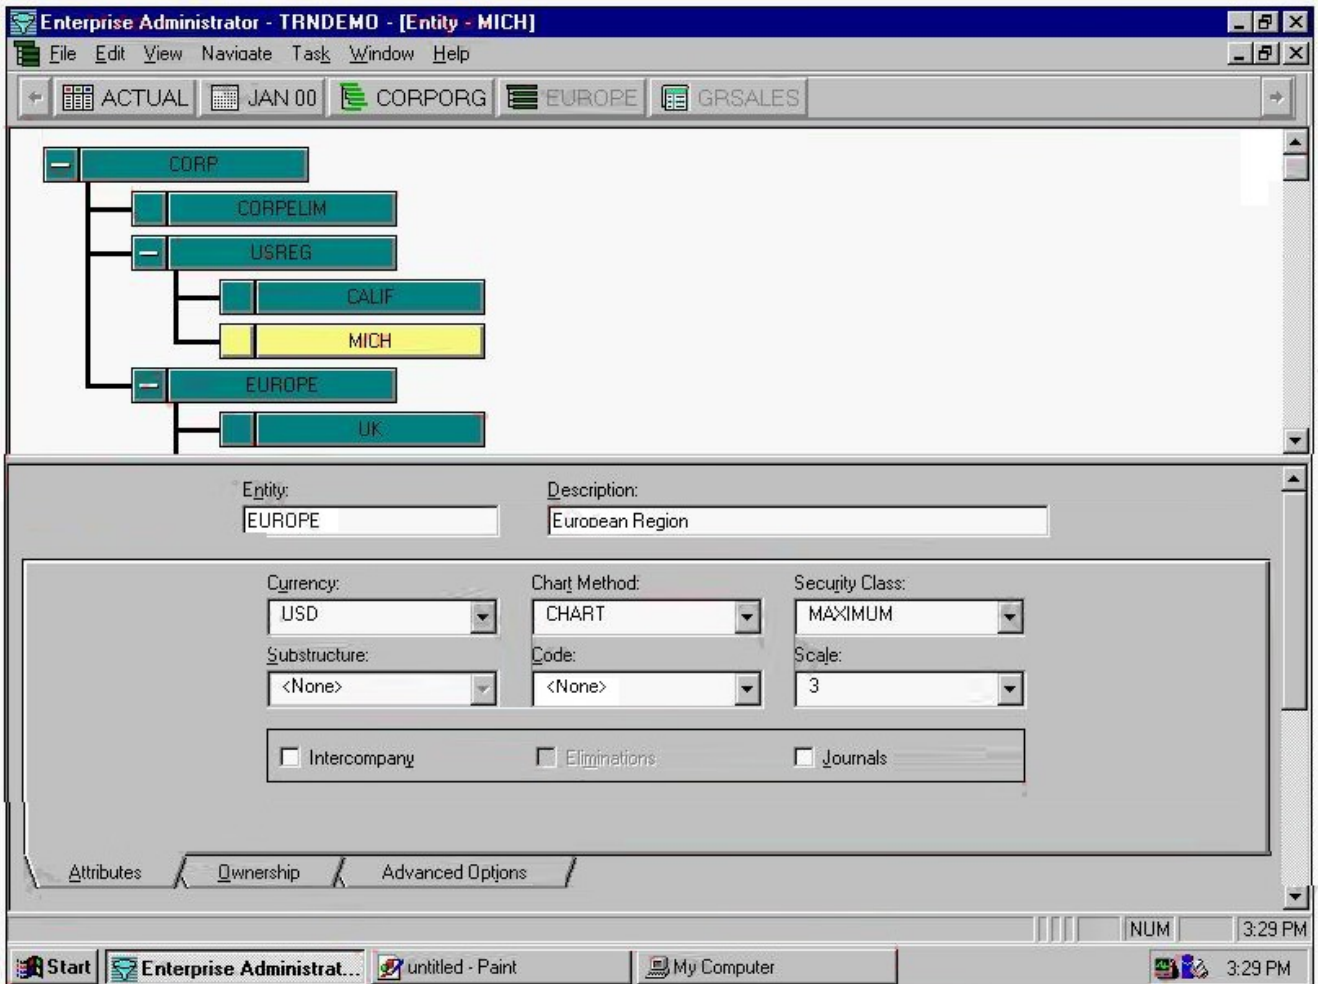 Enterprise Administrator - TRNDEMO - [Entity - MICH]
File Edit View Navigate Task Window Help
ACTUAL JAN 00 CORPORG EUROPE GRSALES
CORP
CORPELIM
USREG
CALIF
MICH
EUROPE
UK
Entity: Description:
EUROPE European Region
Currency: Chart Method: Security Class:
USD CHART MAXIMUM
Substructure: Code: Scale:
<None> <None> 3
Intercompany Eliminations Journals
Attributes Ownership Advanced Options
NUM 3:29 PM
Start Enterprise Administrat... untitled - Paint My Computer 3:29 PM